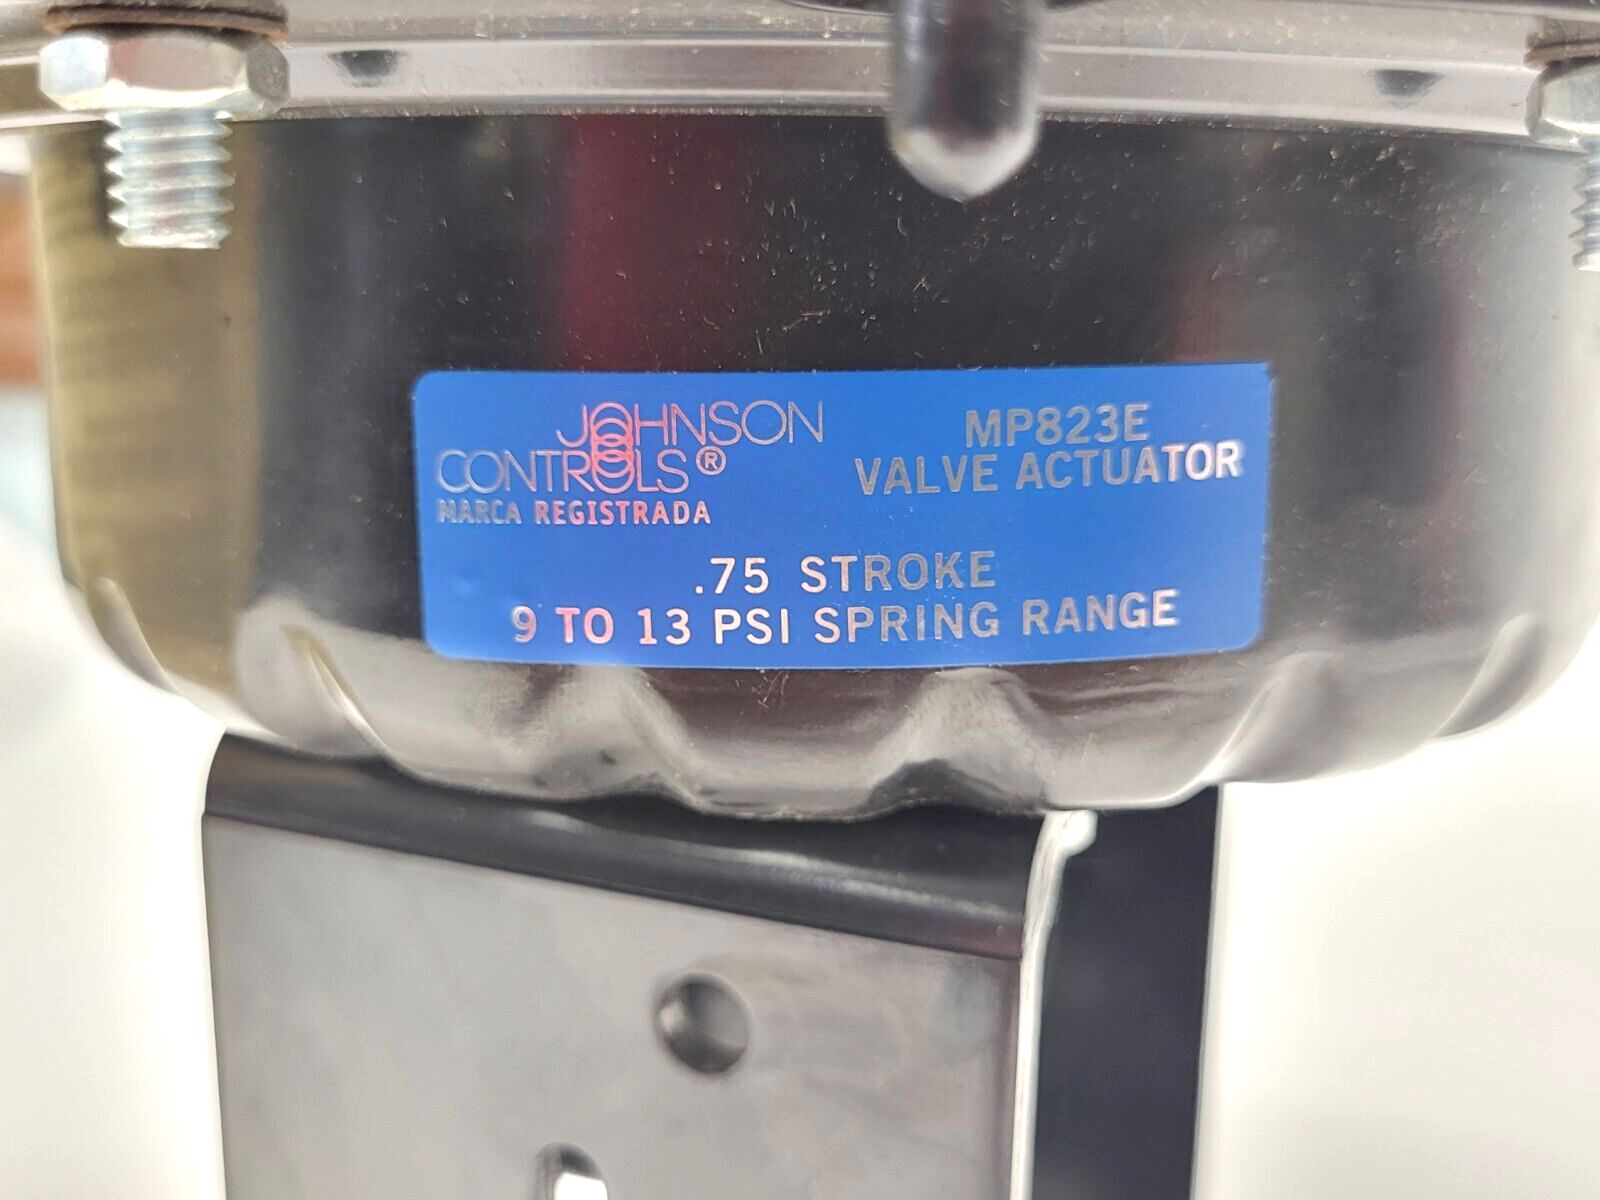 JOHNSON
CONTROLS®
MARCA REGISTRADA
MP823E
VALVE ACTUATOR
.75 STROKE
9 TO 13 PSI SPRING RANGE